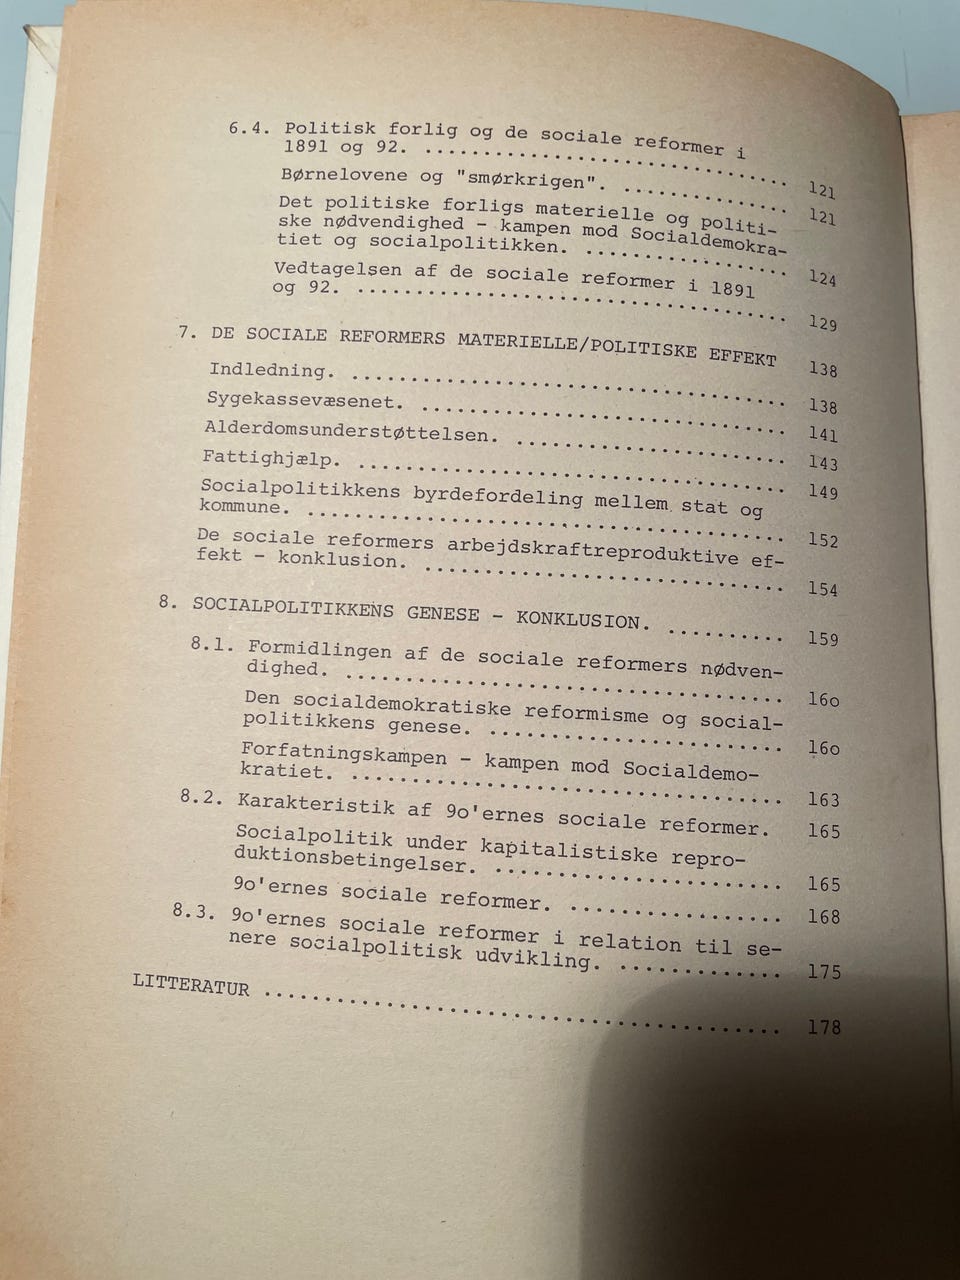 6.4. Politisk forlig og de sociale reformer i
1891 og 92. .............................. 121
Børnelovene og "smørkrigen". ............. 121
Det politiske forligs materielle og politi-
ske nødvendighed - kampen mod Socialdemokra-
tiet og socialpolitikken. ................ 124
Vedtagelsen af de sociale reformer i 1891
og 92. ................................... 129
7. DE SOCIALE REFORMERS MATERIELLE/POLITISKE EFFEKT 138
Indledning. .............................. 138
Sygekassevæsenet. ........................ 141
Alderdomsunderstøttelsen. ................ 143
Fattighjælp. ............................. 149
Socialpolitikkens byrdefordeling mellem stat og
kommune. ................................. 152
De sociale reformers arbejdskraftreproduktive ef-
fekt - konklusion. ....................... 154
8. SOCIALPOLITIKKENS GENESE - KONKLUSION. .......... 159
8.1. Formidlingen af de sociale reformers nødven-
dighed. .................................. 16o
Den socialdemokratiske reformisme og social-
politikkens genese. ...................... 16o
Forfatningskampen - kampen mod Socialdemo-
kratiet. ................................. 163
8.2. Karakteristik af 9o'ernes sociale reformer. 165
Socialpolitik under kapitalistiske repro-
duktionsbetingelser. ..................... 165
9o'ernes sociale reformer. ............... 168
8.3. 9o'ernes sociale reformer i relation til se-
nere socialpolitisk udvikling. ........... 175
LITTERATUR ............................... 178